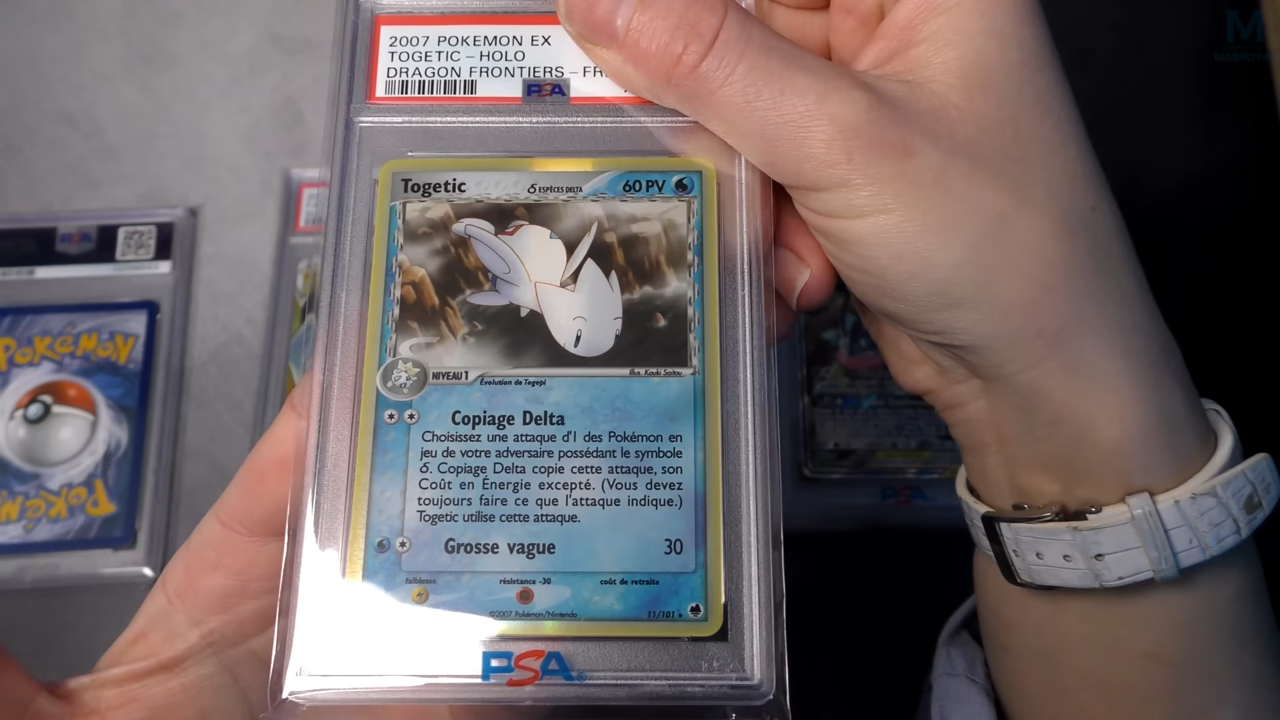 2007 POKEMON EX
TOGETIC - HOLO
DRAGON FRONTIERS - FR
PSA
Togetic
δ ESPÈCES DELTA
60 PV
NIVEAU 1
Évolution de Togepi
Illus. Kouki Saitou
Copiage Delta
Choisissez une attaque d'1 des Pokémon en
jeu de votre adversaire possédant le symbole
δ. Copiage Delta copie cette attaque, son
Coût en Énergie excepté. (Vous devez
toujours faire ce que l'attaque indique.)
Togetic utilise cette attaque.
Grosse vague 30
faiblesse
résistance -30
coût de retraite
©2007 Pokémon/Nintendo
11/101
PSA
PSA
POKéMON
POKéMON
PSA
M